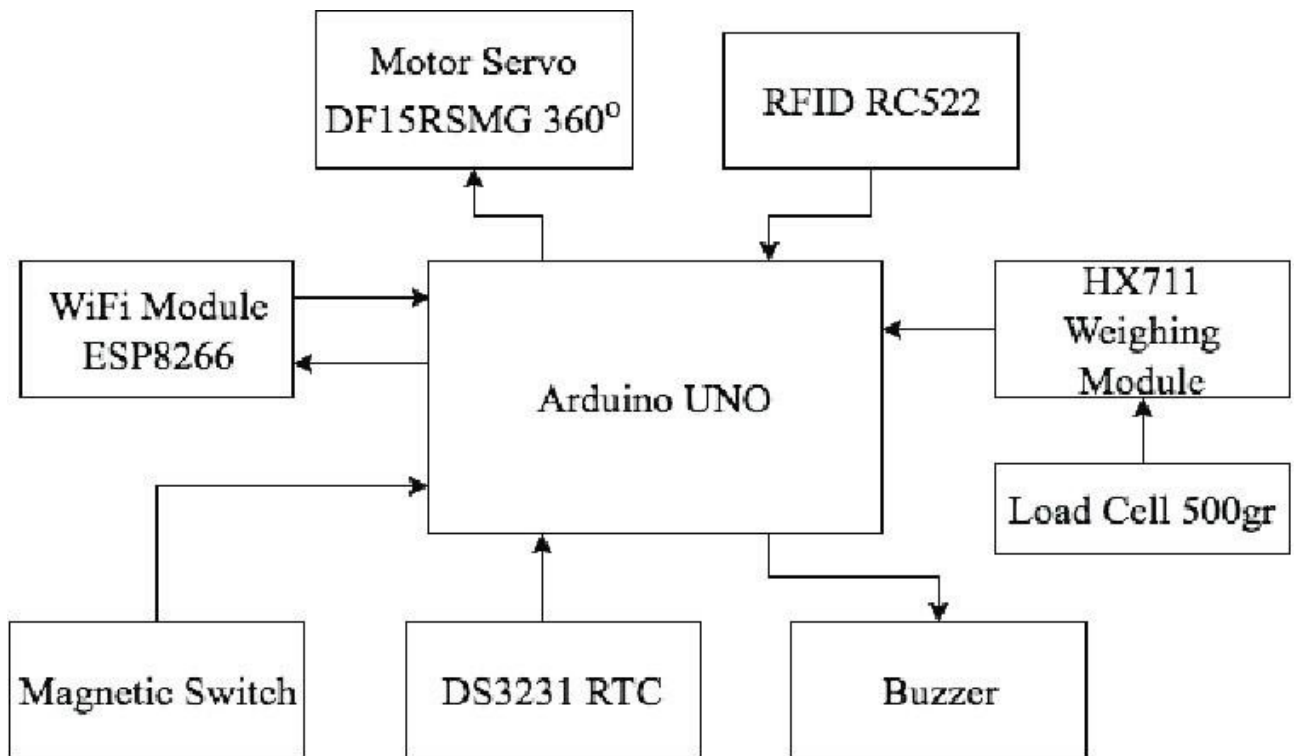 Motor Servo
DF15RSMG 360°
RFID RC522
WiFi Module
ESP8266
Arduino UNO
HX711
Weighing
Module
Load Cell 500gr
Magnetic Switch
DS3231 RTC
Buzzer